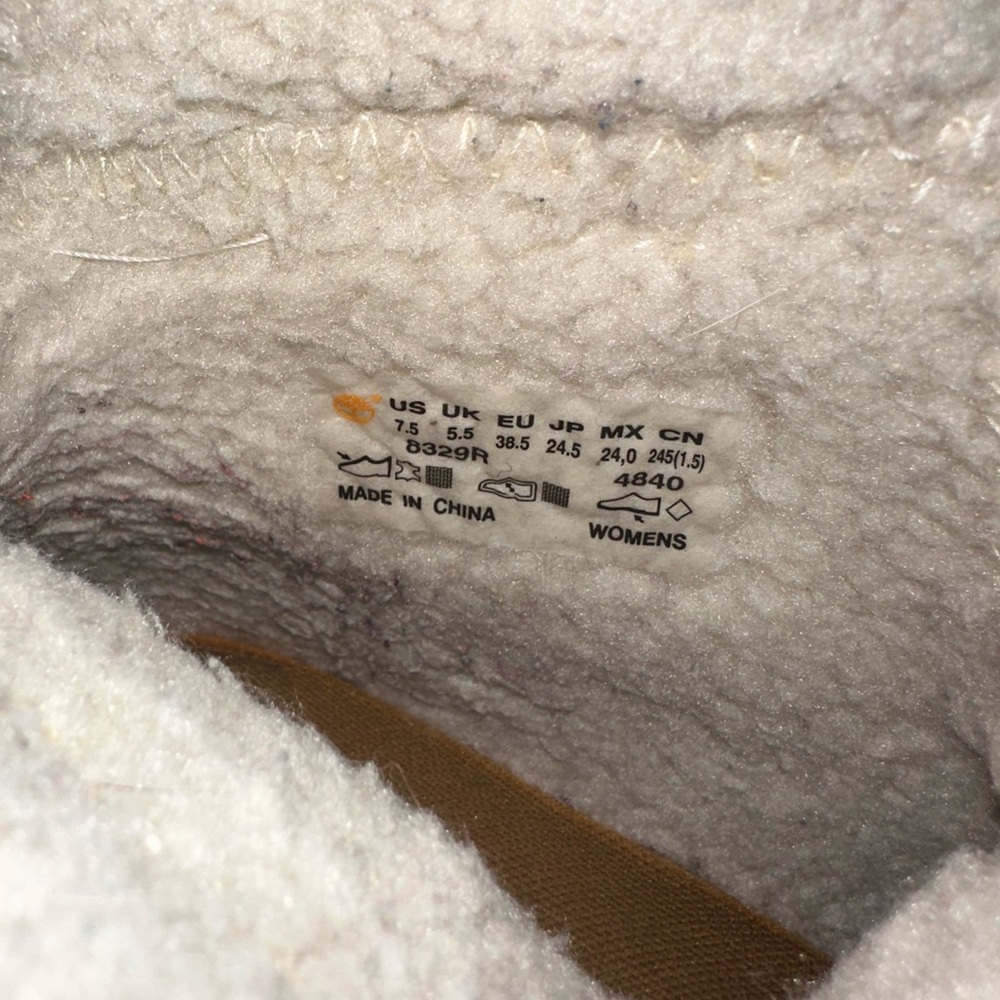 US UK EU JP MX CN
7.5 5.5 38.5 24.5 24,0 245(1.5)
8329R 4840
MADE IN CHINA
WOMENS